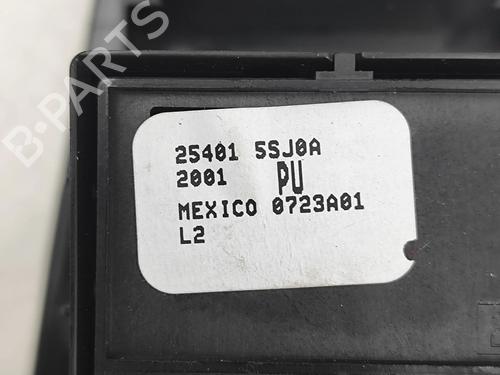 B-PARTS
25401 5SJ0A
2001 PU
MEXICO 0723A01
L2